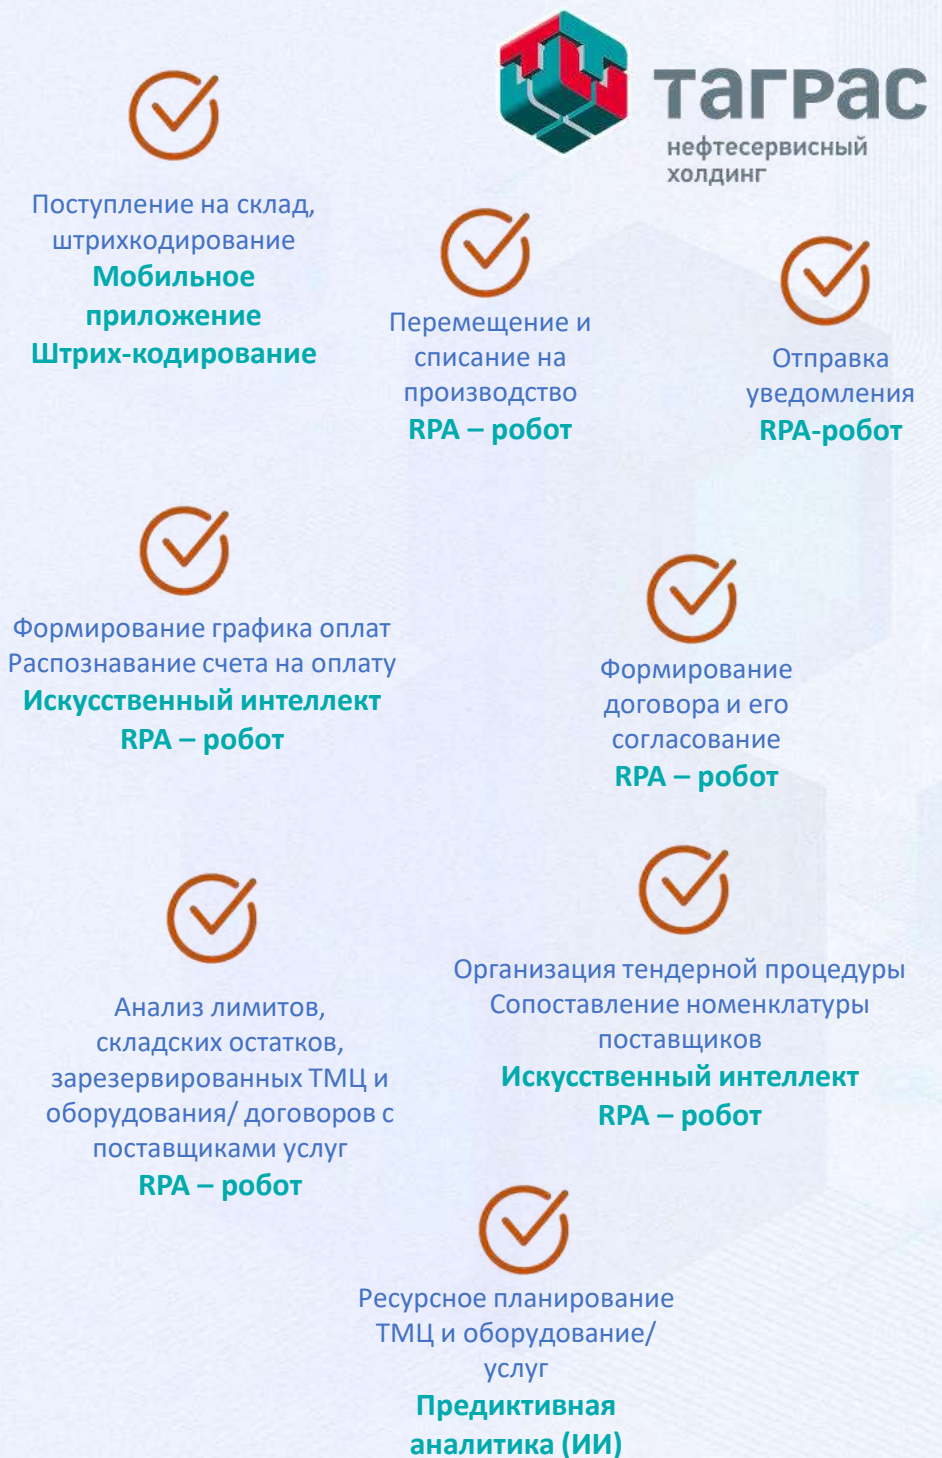 таграс
нефтесервисный
холдинг
Поступление на склад,
штрихкодирование
Мобильное
приложение
Штрих-кодирование
Перемещение и
списание на
производство
RPA – робот
Отправка
уведомления
RPA-робот
Формирование графика оплат
Распознавание счета на оплату
Искусственный интеллект
RPA – робот
Формирование
договора и его
согласование
RPA – робот
Анализ лимитов,
складских остатков,
зарезервированных ТМЦ и
оборудования/ договоров с
поставщиками услуг
RPA – робот
Организация тендерной процедуры
Сопоставление номенклатуры
поставщиков
Искусственный интеллект
RPA – робот
Ресурсное планирование
ТМЦ и оборудование/
услуг
Предиктивная
аналитика (ИИ)